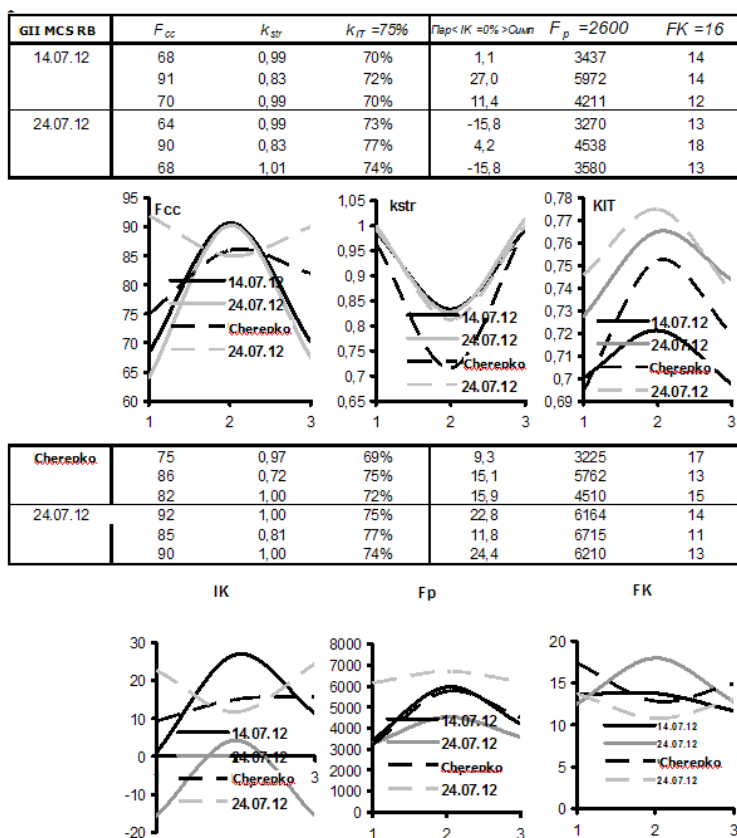 GII MCS RB F cc k str k IT =75% Пар< IK =0% >Симп F p =2600 FK =16
14.07.12 68 0,99 70% 1,1 3437 14
91 0,83 72% 27,0 5972 14
70 0,99 70% 11,4 4211 12
24.07.12 64 0,99 73% -15,8 3270 13
90 0,83 77% 4,2 4538 18
68 1,01 74% -15,8 3580 13
Fcc
95
90
85
80
75
70
65
60
1 2 3
14.07.12
24.07.12
Cherepko
24.07.12
kstr
1,05
1
0,95
0,9
0,85
0,8
0,75
0,7
0,65
1 2 3
14.07.12
24.07.12
Cherepko
24.07.12
KIT
0,78
0,77
0,76
0,75
0,74
0,73
0,72
0,71
0,7
0,69
1 2 3
14.07.12
24.07.12
Cherepko
24.07.12
Cherepko 75 0,97 69% 9,3 3225 17
86 0,72 75% 15,1 5762 13
82 1,00 72% 15,9 4510 15
24.07.12 92 1,00 75% 22,8 6164 14
85 0,81 77% 11,8 6715 11
90 1,00 74% 24,4 6210 13
IK
30
20
10
0
-10
-20
3
14.07.12
24.07.12
Cherepko
24.07.12
Fp
8000
7000
6000
5000
4000
3000
2000
1000
0
1 2 3
14.07.12
24.07.12
Cherepko
24.07.12
FK
20
15
10
5
0
1 2 3
14.07.12
24.07.12
Cherepko
24.07.12